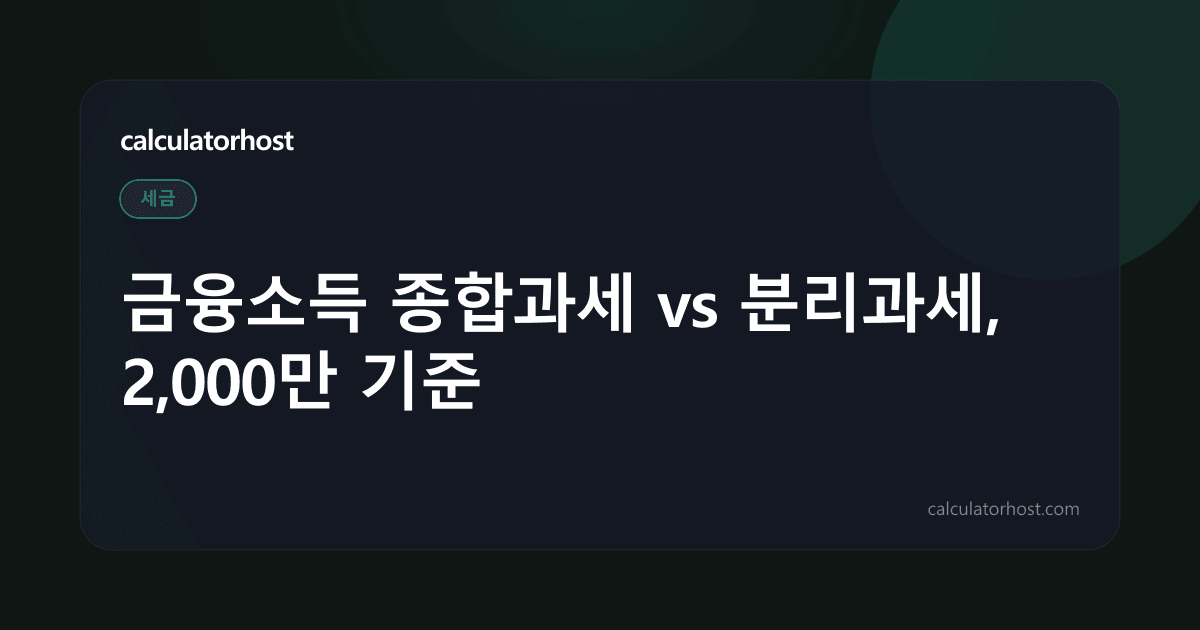 calculatorhost
세금
금융소득 종합과세 vs 분리과세,
2,000만 기준
calculatorhost.com